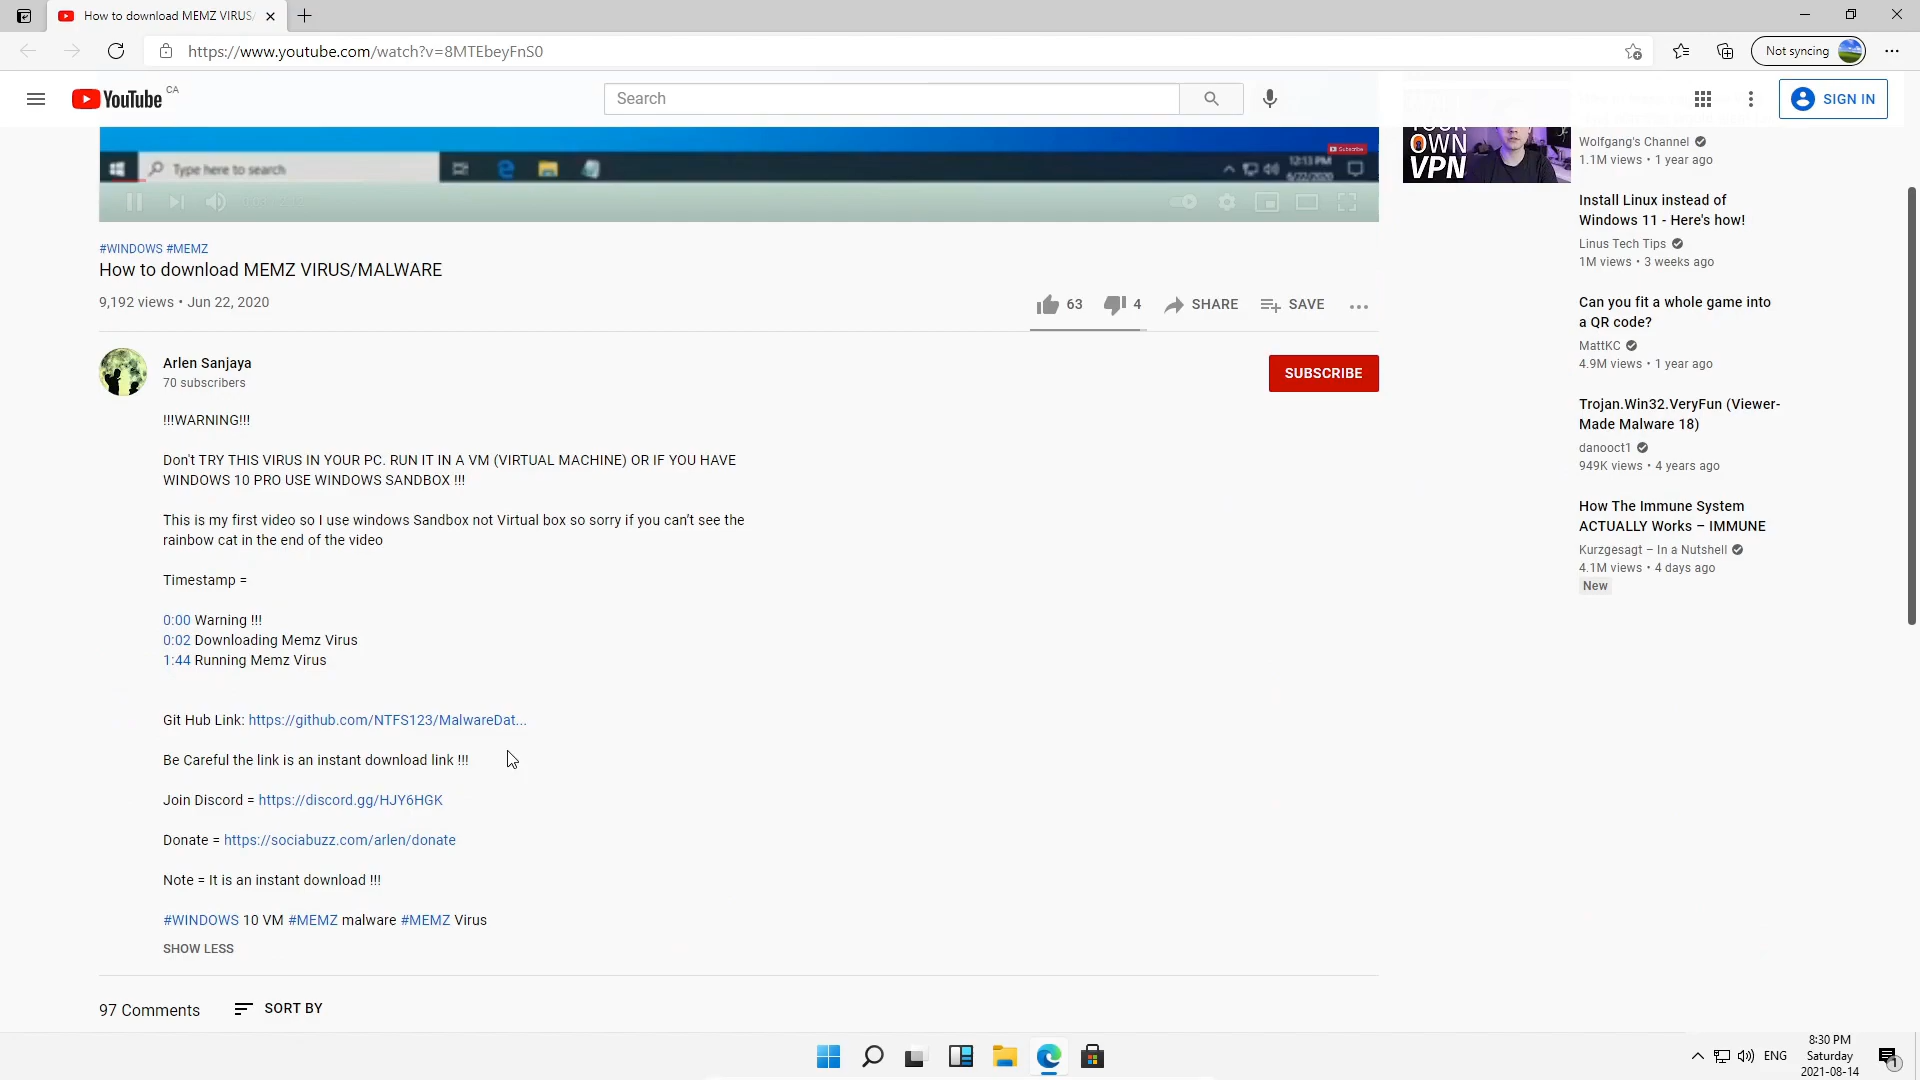 How to download MEMZ VIRUS/
https://www.youtube.com/watch?v=8MTEbeyFnS0
Not syncing
YouTube CA
Search
SIGN IN
Type here to search
Subscribe
12:13 PM
6/22/2020
#WINDOWS #MEMZ
How to download MEMZ VIRUS/MALWARE
9,192 views • Jun 22, 2020
63
4
SHARE
SAVE
Arlen Sanjaya
70 subscribers
SUBSCRIBE
!!!WARNING!!!
Don't TRY THIS VIRUS IN YOUR PC. RUN IT IN A VM (VIRTUAL MACHINE) OR IF YOU HAVE
WINDOWS 10 PRO USE WINDOWS SANDBOX !!!
This is my first video so I use windows Sandbox not Virtual box so sorry if you can’t see the
rainbow cat in the end of the video
Timestamp =
0:00 Warning !!!
0:02 Downloading Memz Virus
1:44 Running Memz Virus
Git Hub Link: https://github.com/NTFS123/MalwareDat...
Be Careful the link is an instant download link !!!
Join Discord = https://discord.gg/HJY6HGK
Donate = https://sociabuzz.com/arlen/donate
Note = It is an instant download !!!
#WINDOWS 10 VM #MEMZ malware #MEMZ Virus
SHOW LESS
97 Comments
SORT BY
YOUR
OWN
VPN
Wolfgang's Channel
1.1M views • 1 year ago
Install Linux instead of
Windows 11 - Here's how!
Linus Tech Tips
1M views • 3 weeks ago
Can you fit a whole game into
a QR code?
MattKC
4.9M views • 1 year ago
Trojan.Win32.VeryFun (Viewer-
Made Malware 18)
danooct1
949K views • 4 years ago
How The Immune System
ACTUALLY Works – IMMUNE
Kurzgesagt – In a Nutshell
4.1M views • 4 days ago
New
ENG
8:30 PM
Saturday
2021-08-14
1